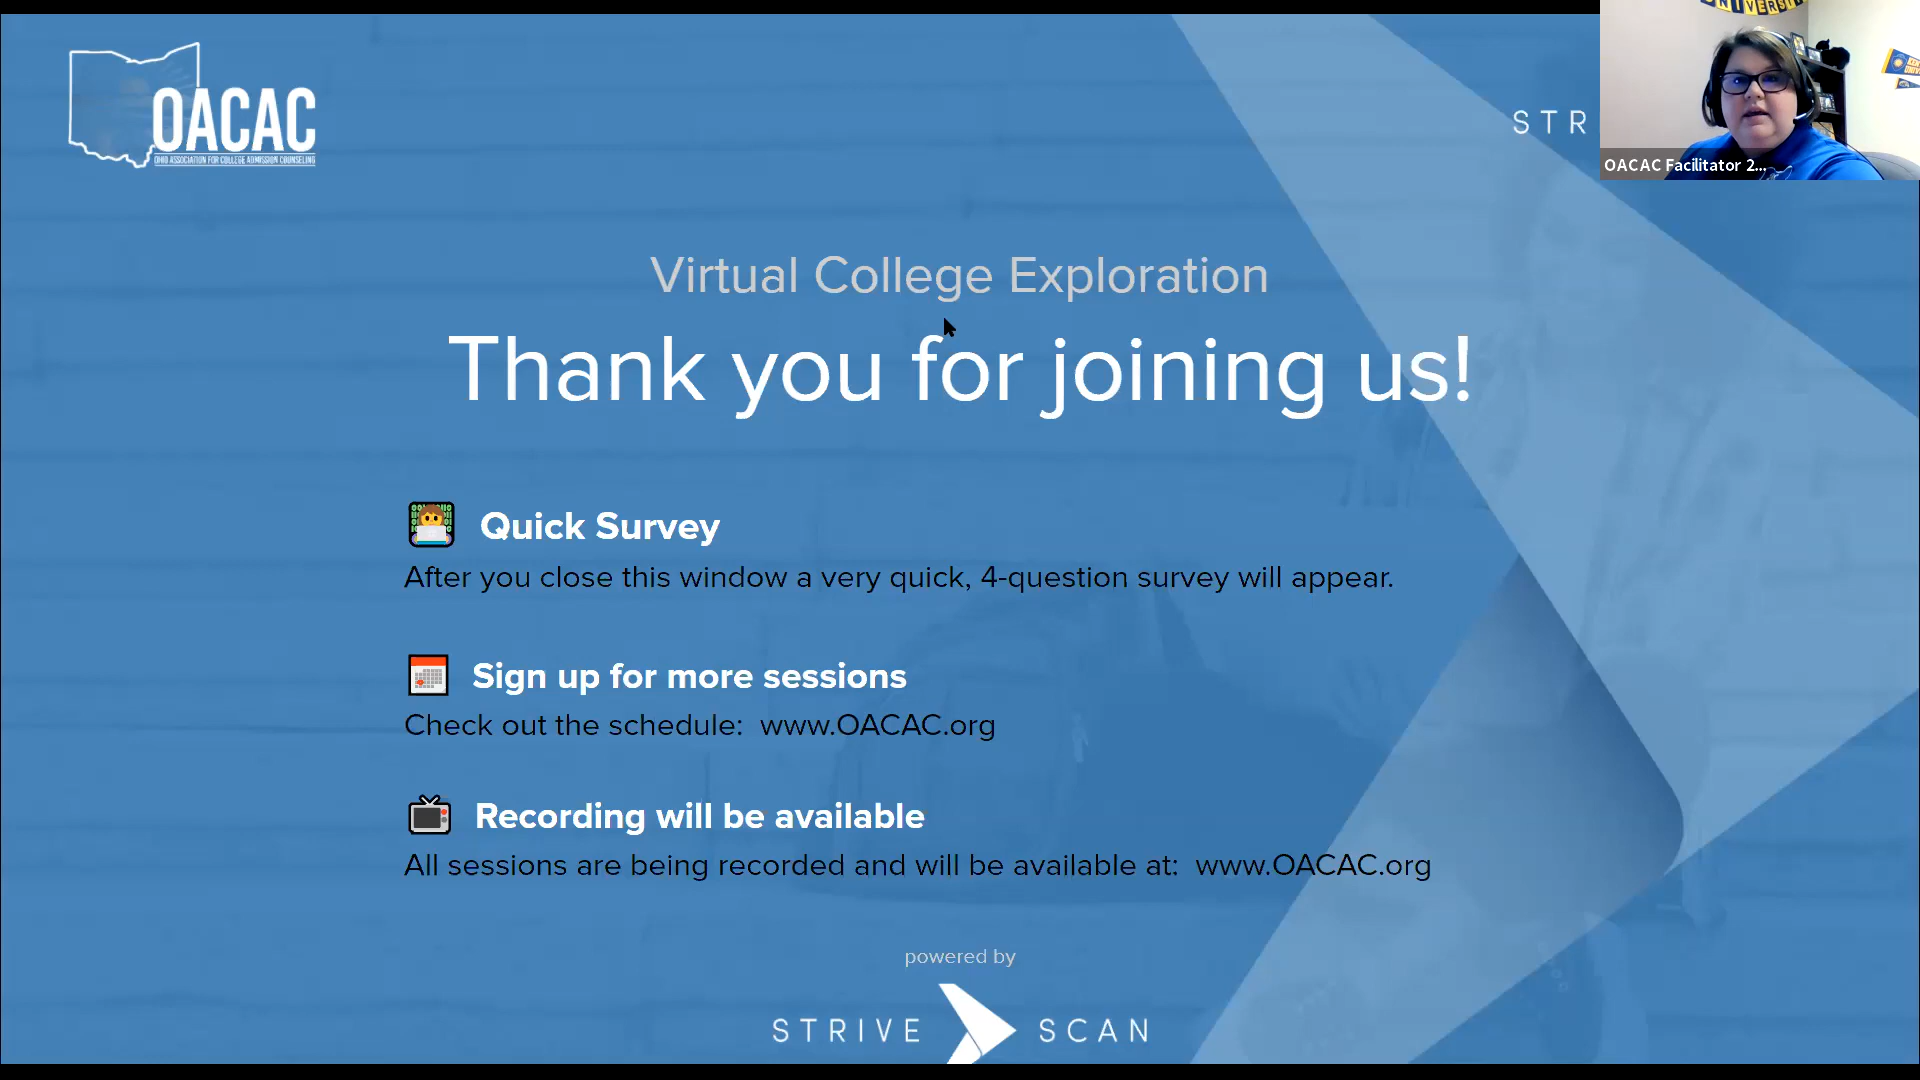 OACAC
OHIO ASSOCIATION FOR COLLEGE ADMISSION COUNSELING
STR
OACAC Facilitator 2...
Virtual College Exploration
Thank you for joining us!
Quick Survey
After you close this window a very quick, 4-question survey will appear.
Sign up for more sessions
Check out the schedule: www.OACAC.org
Recording will be available
All sessions are being recorded and will be available at: www.OACAC.org
powered by
STRIVE SCAN